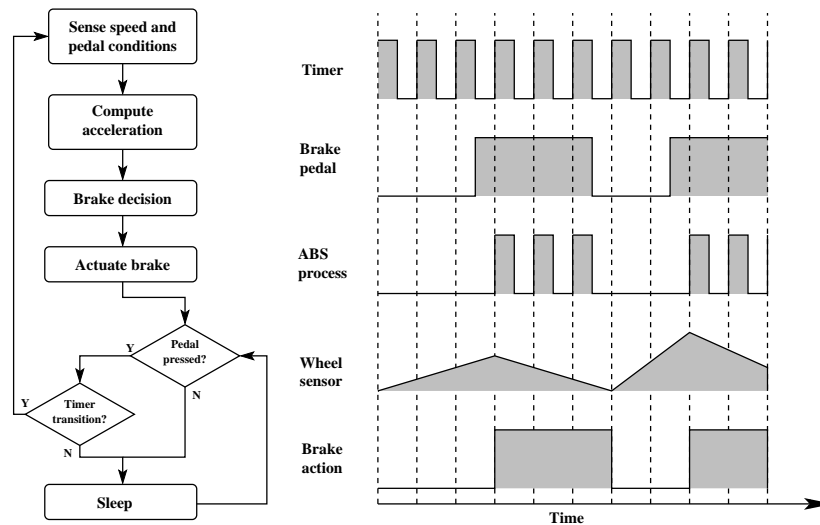 Sense speed and
pedal conditions
Compute
acceleration
Brake decision
Actuate brake
Pedal
pressed?
Y
N
Timer
transition?
Y
N
Sleep
Timer
Brake
pedal
ABS
process
Wheel
sensor
Brake
action
Time